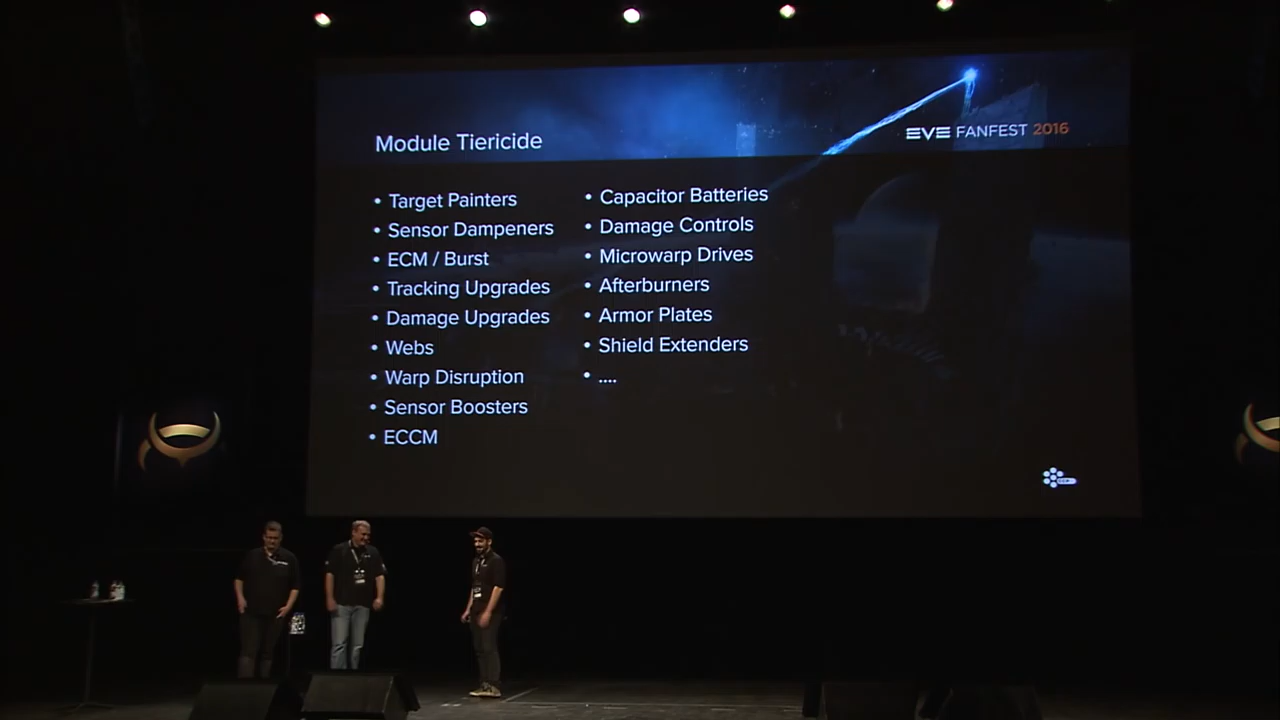 Module Tiericide
EVE FANFEST 2016
• Target Painters
• Sensor Dampeners
• ECM / Burst
• Tracking Upgrades
• Damage Upgrades
• Webs
• Warp Disruption
• Sensor Boosters
• ECCM
• Capacitor Batteries
• Damage Controls
• Microwarp Drives
• Afterburners
• Armor Plates
• Shield Extenders
• ....